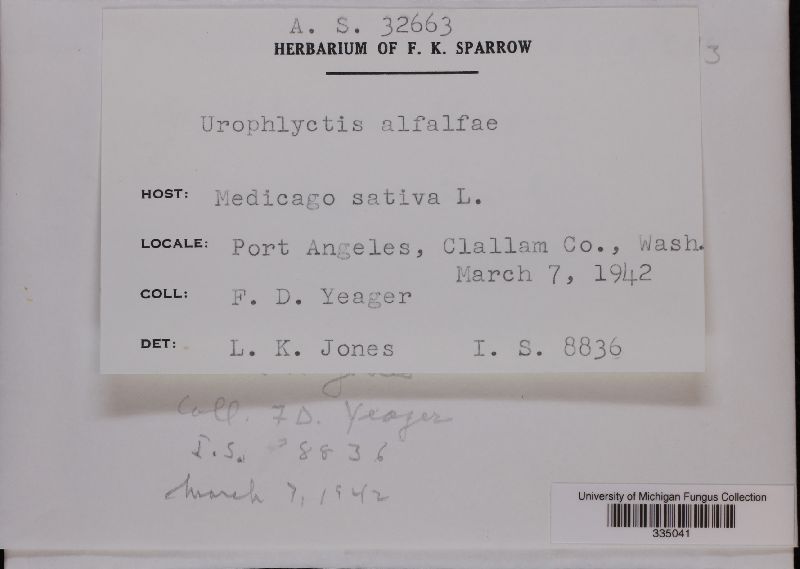 A. S. 32663
HERBARIUM OF F. K. SPARROW
3
Urophlyctis alfalfae
HOST: Medicago sativa L.
LOCALE: Port Angeles, Clallam Co., Wash.
March 7, 1942
COLL: F. D. Yeager
DET: L. K. Jones I. S. 8836
Coll. F. D. Yeager
I.S. 8836
March 7, 1942
University of Michigan Fungus Collection
335041